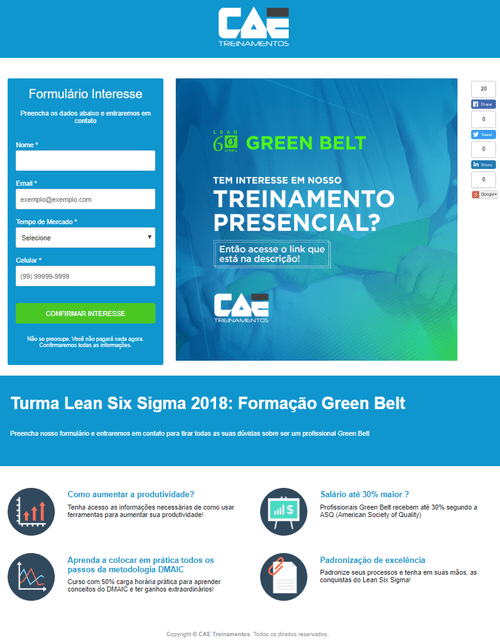 CAE
TREINAMENTOS
Formulário Interesse
Preencha os dados abaixo e entraremos em
contato
Nome *
Email *
exemplo@exemplo.com
Tempo de Mercado *
Selecione
Celular *
(99) 99999-9999
CONFIRMAR INTERESSE
Não se preocupe. Você não pagará nada agora.
Confirmaremos todas as informações.
LEAN
6σ
SIGMA
GREEN BELT
TEM INTERESSE EM NOSSO
TREINAMENTO
PRESENCIAL?
Então acesse o link que
está na descrição!
CAE
TREINAMENTOS
20
Share
0
Tweet
0
Share
0
Google+
Turma Lean Six Sigma 2018: Formação Green Belt
Preencha nosso formulário e entraremos em contato para tirar todas as suas dúvidas sobre ser um profissional Green Belt
Como aumentar a produtividade?
Tenha acesso as informações necessárias de como usar
ferramentas para aumentar sua produtividade!
Salário até 30% maior ?
Profissionais Green Belt recebem até 30% segundo a
ASQ (American Society of Quality)
Aprenda a colocar em prática todos os
passos da metodologia DMAIC
Curso com 50% carga horária prática para aprender
conceitos do DMAIC e ter ganhos extraordinários!
Padronização de excelência
Padronize seus processos e tenha em suas mãos, as
conquistas do Lean Six Sigma!
Copyright © CAE Treinamentos. Todos os direitos reservados.